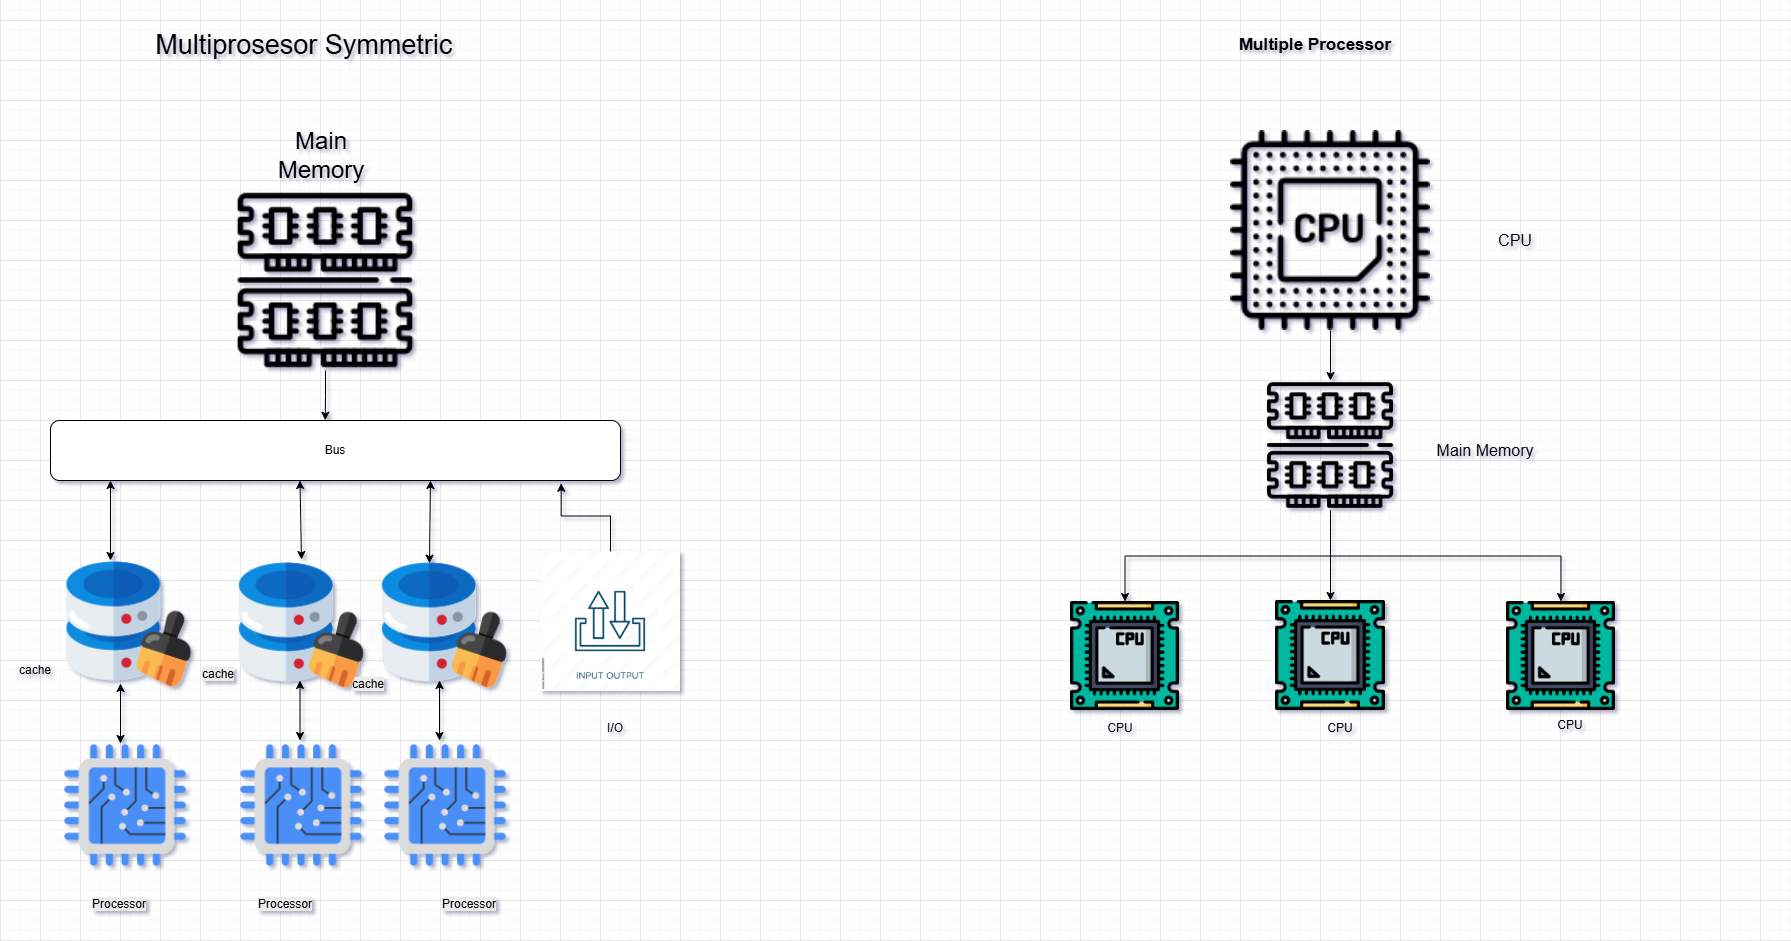 Multiprosesor Symmetric
Main
Memory
Bus
cache
cache
cache
INPUT OUTPUT
I/O
Processor
Processor
Processor
Multiple Processor
CPU
CPU
Main Memory
CPU
CPU
CPU
CPU
CPU
CPU